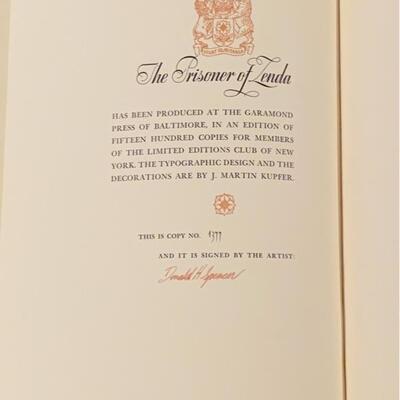 The Prisoner of Zenda
HAS BEEN PRODUCED AT THE GARAMOND
PRESS OF BALTIMORE, IN AN EDITION OF
FIFTEEN HUNDRED COPIES FOR MEMBERS
OF THE LIMITED EDITIONS CLUB OF NEW
YORK. THE TYPOGRAPHIC DESIGN AND THE
DECORATIONS ARE BY J. MARTIN KUPFER.
THIS IS COPY NO. 1377
AND IT IS SIGNED BY THE ARTIST:
Donald H Spencer